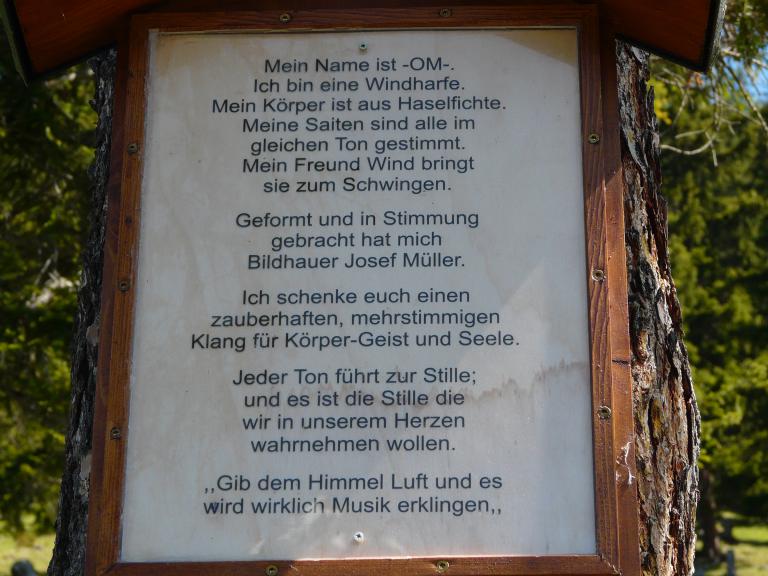 Mein Name ist -OM-.
Ich bin eine Windharfe.
Mein Körper ist aus Haselfichte.
Meine Saiten sind alle im
gleichen Ton gestimmt.
Mein Freund Wind bringt
sie zum Schwingen.
Geformt und in Stimmung
gebracht hat mich
Bildhauer Josef Müller.
Ich schenke euch einen
zauberhaften, mehrstimmigen
Klang für Körper-Geist und Seele.
Jeder Ton führt zur Stille;
und es ist die Stille die
wir in unserem Herzen
wahrnehmen wollen.
,,Gib dem Himmel Luft und es
wird wirklich Musik erklingen,,